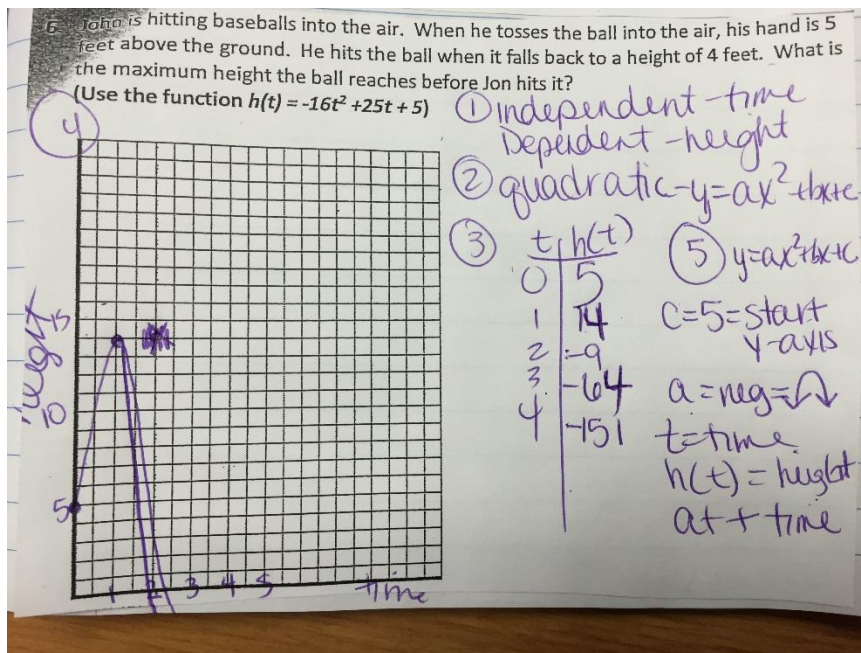 6 John is hitting baseballs into the air. When he tosses the ball into the air, his hand is 5
feet above the ground. He hits the ball when it falls back to a height of 4 feet. What is
the maximum height the ball reaches before Jon hits it?
(Use the function h(t) = -16t² +25t + 5)
① independent - time
Dependent - height
② quadratic - y=ax²+bx+c
③ t h(t)
0 5
1 14
2 -9
3 -64
4 -151
④
height
15
10
5
1 2 3 4 5 time
⑤ y=ax²+bx+c
C=5=start
y-axis
a=neg=
t=time
h(t) = height
at t time